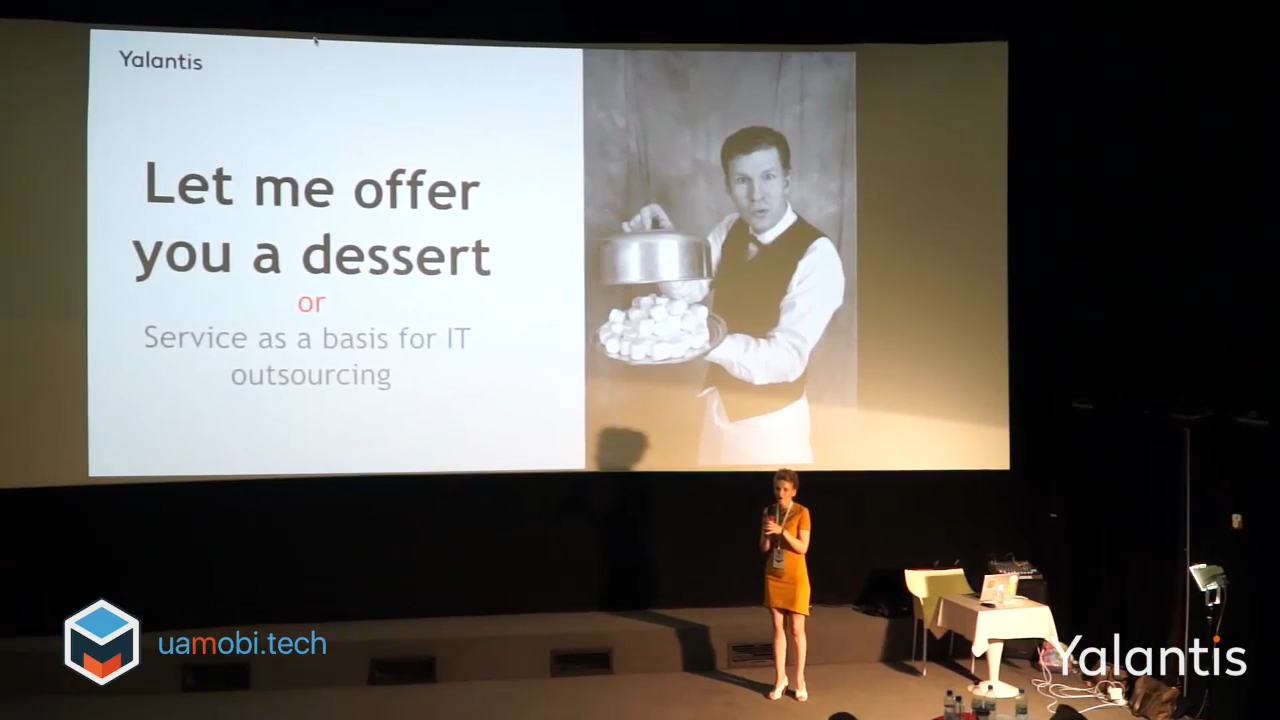 Yalantis
Let me offer
you a dessert
or
Service as a basis for IT
outsourcing
uamobi.tech
Yalantis